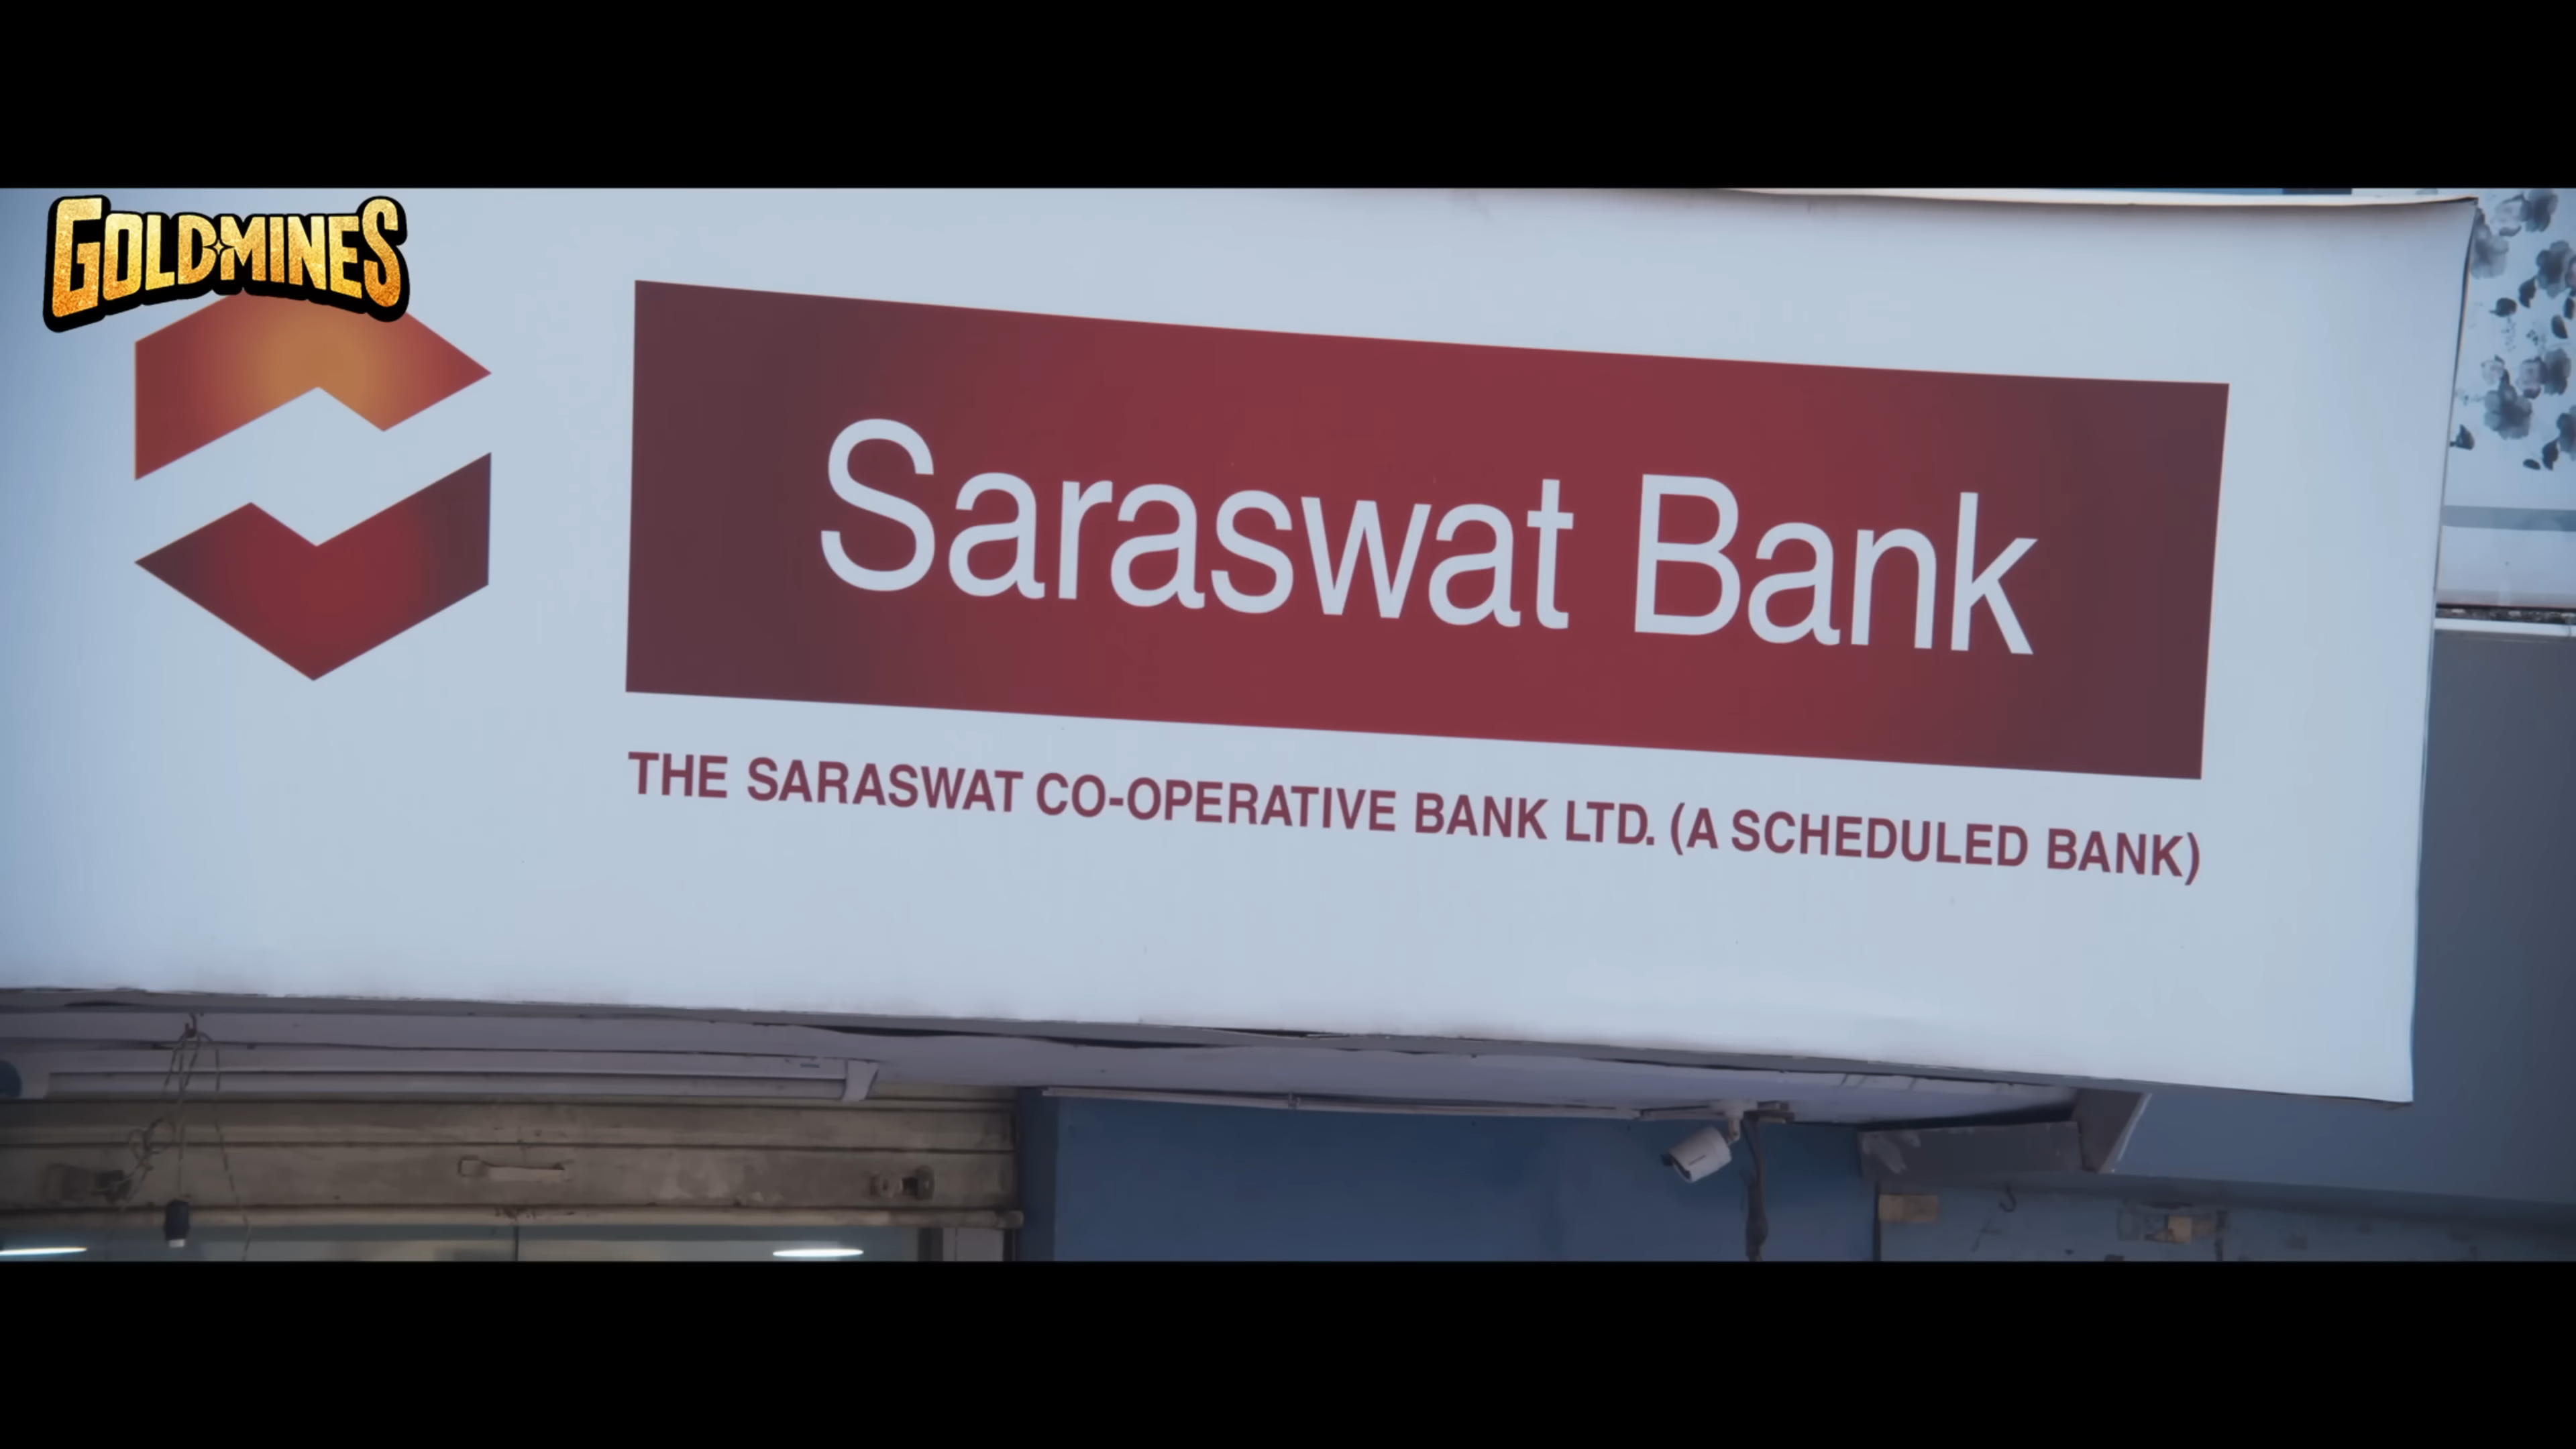 GOLDMINES
Saraswat Bank
THE SARASWAT CO-OPERATIVE BANK LTD. (A SCHEDULED BANK)